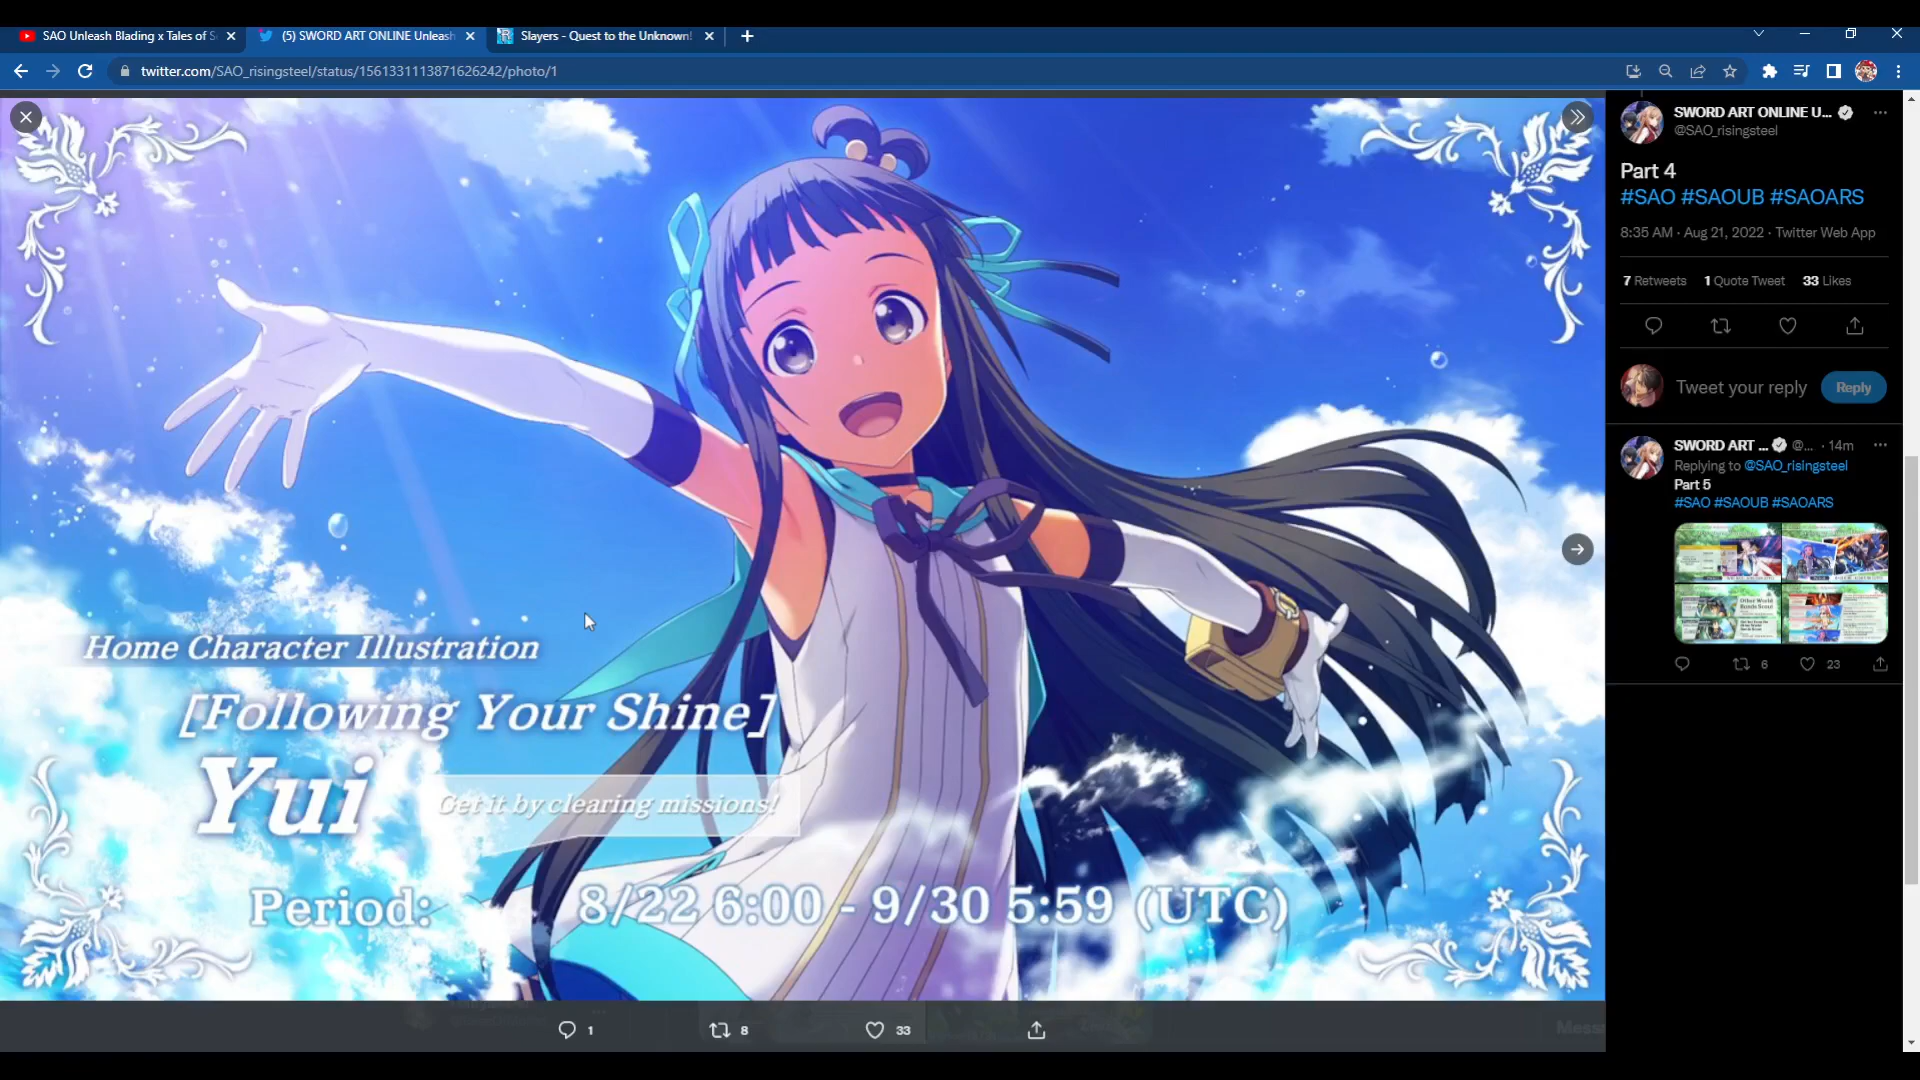 SAO Unleash Blading x Tales of S
(5) SWORD ART ONLINE Unleash
Slayers - Quest to the Unknown!
twitter.com/SAO_risingsteel/status/1561331113871626242/photo/1
Home Character Illustration
[Following Your Shine]
Yui
Get it by clearing missions!
Period: 8/22 6:00 - 9/30 5:59 (UTC)
1 8 33
SWORD ART ONLINE U...
@SAO_risingsteel
Part 4
#SAO #SAOUB #SAOARS
8:35 AM · Aug 21, 2022 · Twitter Web App
7 Retweets 1 Quote Tweet 33 Likes
Tweet your reply Reply
SWORD ART ... @... · 14m
Replying to @SAO_risingsteel
Part 5
#SAO #SAOUB #SAOARS
Other World
6 23